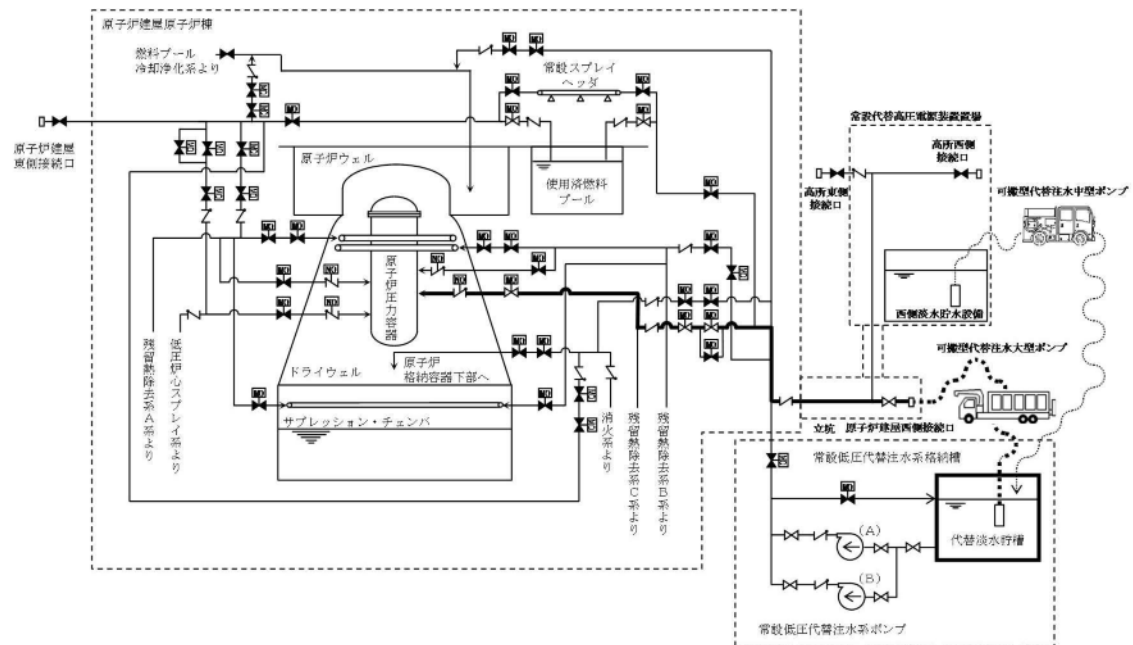 原子炉建屋原子炉棟
燃料プール
冷却浄化系より
常設スプレイ
ヘッダ
原子炉建屋
東側接続口
原子炉ウェル
使用済燃料
プール
常設代替高圧電源装置置場
高所西側
接続口
高所東側
接続口
可搬型代替注水中型ポンプ
西側淡水貯水設備
原子炉圧力容器
原子炉
格納容器下部へ
ドライウェル
サプレッション・チェンバ
残留熱除去系A系より
低圧炉心スプレイ系より
消火系より
残留熱除去系C系より
残留熱除去系B系より
可搬型代替注水大型ポンプ
立坑
原子炉建屋西側接続口
常設低圧代替注水系格納槽
代替淡水貯槽
(A)
(B)
常設低圧代替注水系ポンプ